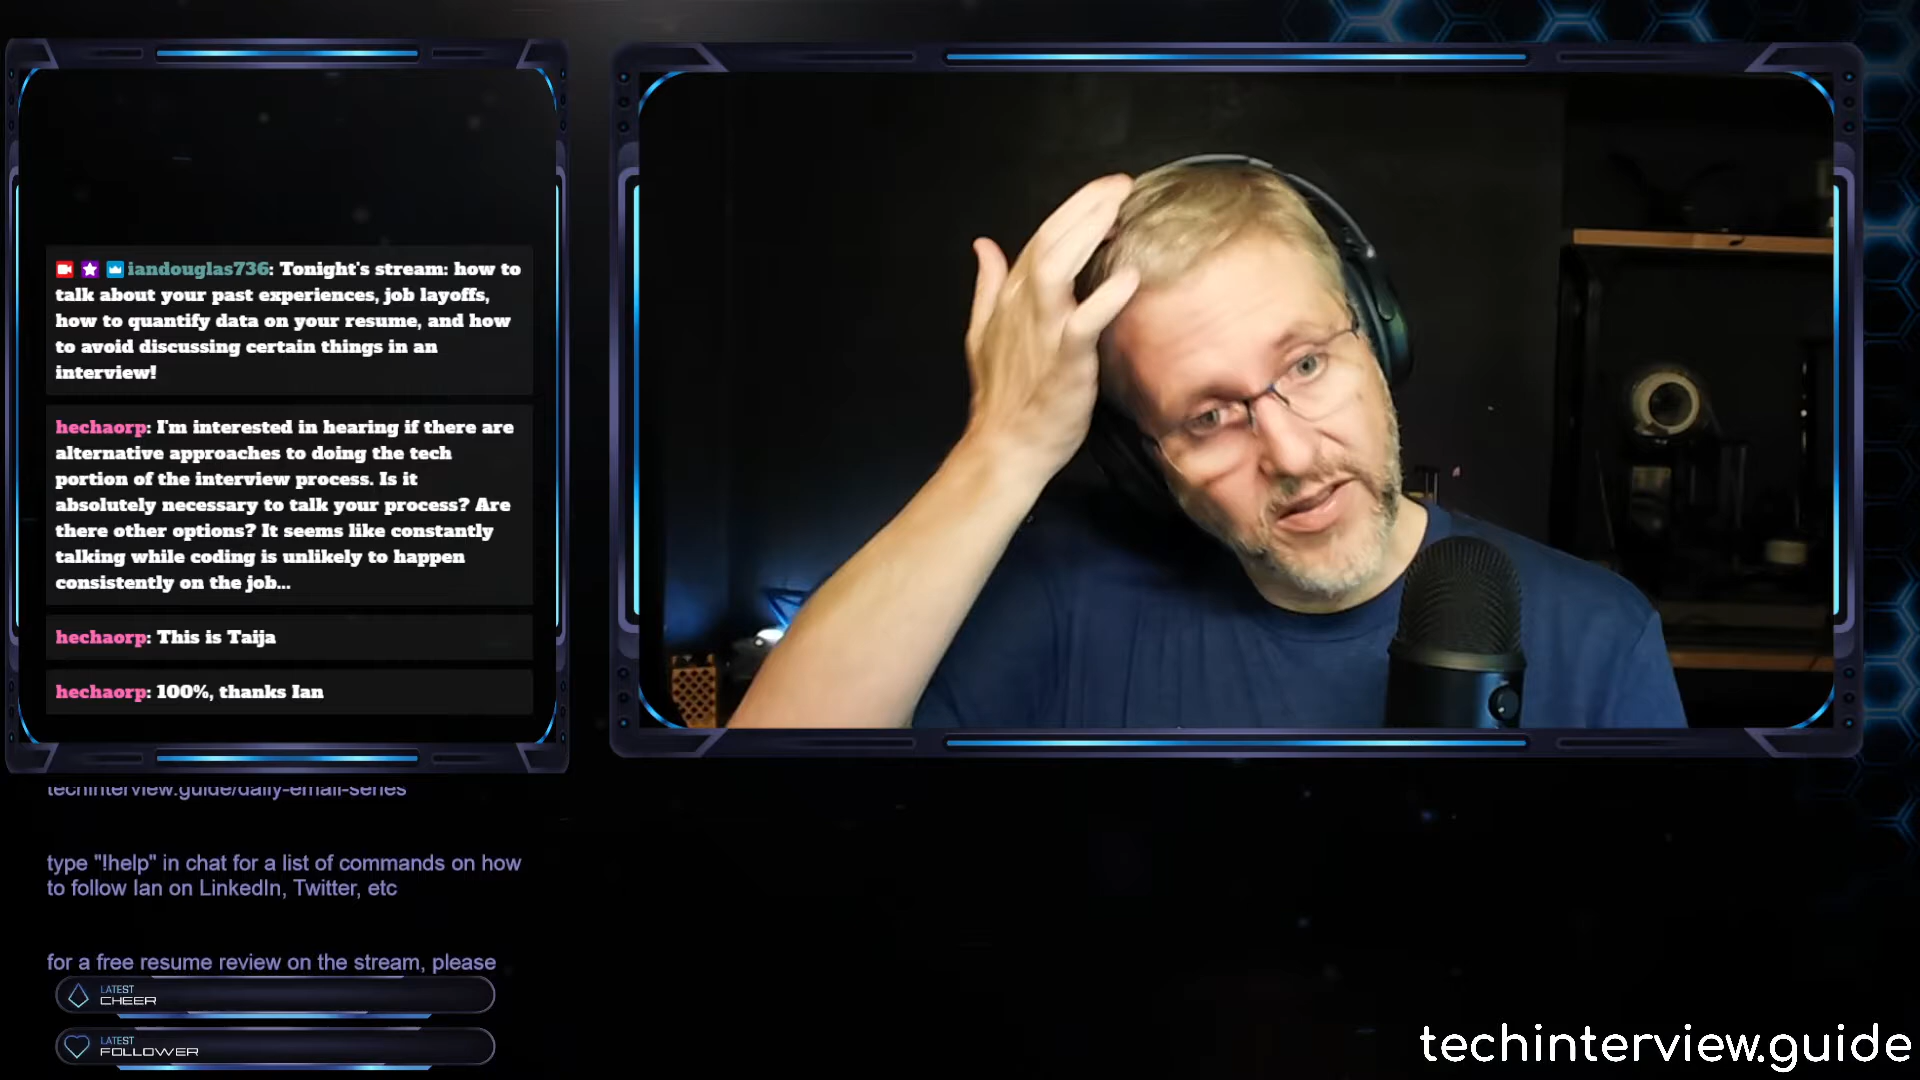 iandouglas736: Tonight's stream: how to
talk about your past experiences, job layoffs,
how to quantify data on your resume, and how
to avoid discussing certain things in an
interview!
hechaorp: I'm interested in hearing if there are
alternative approaches to doing the tech
portion of the interview process. Is it
absolutely necessary to talk your process? Are
there other options? It seems like constantly
talking while coding is unlikely to happen
consistently on the job...
hechaorp: This is Taija
hechaorp: 100%, thanks Ian
techinterview.guide/daily-email-series
type "!help" in chat for a list of commands on how
to follow Ian on LinkedIn, Twitter, etc
for a free resume review on the stream, please
LATEST
CHEER
LATEST
FOLLOWER
techinterview.guide